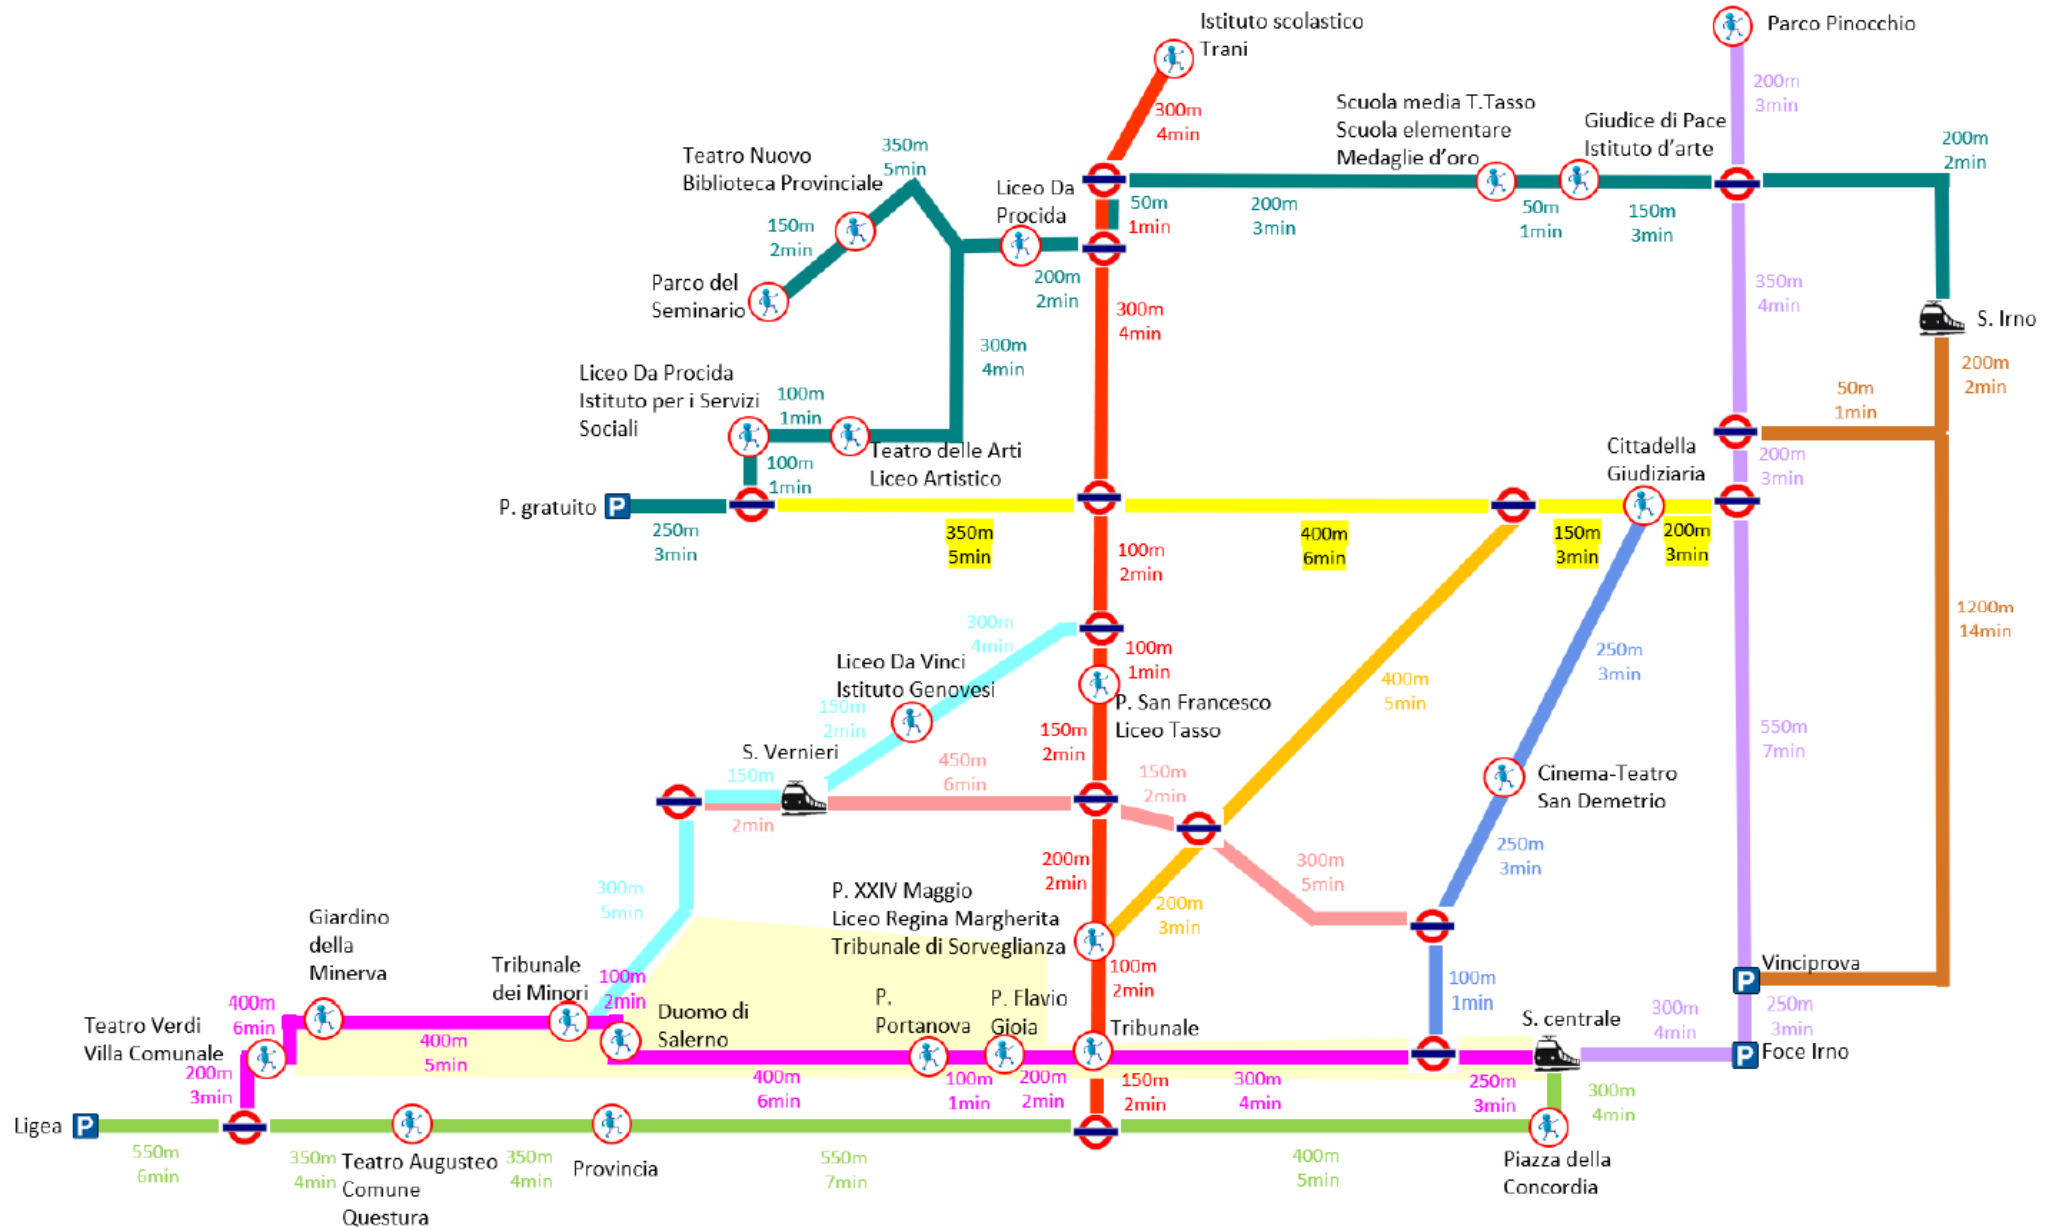 Istituto scolastico
Trani
Parco Pinocchio
300m
4min
200m
3min
Scuola media T.Tasso
Scuola elementare
Medaglie d'oro
Giudice di Pace
Istituto d'arte
200m
2min
Teatro Nuovo
Biblioteca Provinciale
350m
5min
150m
2min
Liceo Da
Procida
50m
1min
200m
3min
50m
1min
150m
3min
Parco del
Seminario
200m
2min
300m
4min
350m
4min
S. Irno
300m
4min
200m
2min
Liceo Da Procida
Istituto per i Servizi
Sociali
100m
1min
50m
1min
Teatro delle Arti
Liceo Artistico
100m
1min
Cittadella
Giudiziaria
200m
3min
P. gratuito
P
250m
3min
350m
5min
400m
6min
150m
3min
200m
3min
100m
2min
1200m
14min
300m
4min
100m
1min
Liceo Da Vinci
Istituto Genovesi
250m
3min
400m
5min
150m
2min
P. San Francesco
Liceo Tasso
150m
2min
550m
7min
S. Vernieri
150m
2min
450m
6min
150m
2min
Cinema-Teatro
San Demetrio
250m
3min
200m
2min
300m
5min
300m
5min
P. XXIV Maggio
Liceo Regina Margherita
Tribunale di Sorveglianza
200m
3min
Giardino
della
Minerva
Tribunale
dei Minori
100m
2min
100m
2min
100m
1min
Vinciprova
P
250m
3min
400m
6min
Teatro Verdi
Villa Comunale
Duomo di
Salerno
P.
Portanova
P. Flavio
Gioia
Tribunale
S. centrale
300m
4min
P
Foce Irno
400m
5min
200m
3min
400m
6min
100m
1min
200m
2min
150m
2min
300m
4min
250m
3min
300m
4min
Ligea
P
550m
6min
350m
4min
Teatro Augusteo
Comune
Questura
350m
4min
Provincia
550m
7min
400m
5min
Piazza della
Concordia